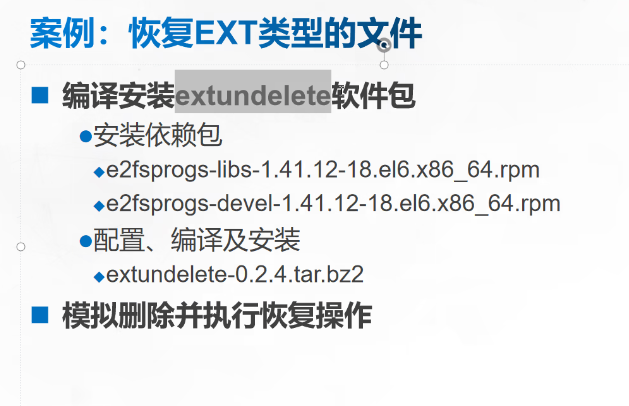 案例：恢复EXT类型的文件
编译安装extundelete软件包
安装依赖包
e2fsprogs-libs-1.41.12-18.el6.x86_64.rpm
e2fsprogs-devel-1.41.12-18.el6.x86_64.rpm
配置、编译及安装
extundelete-0.2.4.tar.bz2
模拟删除并执行恢复操作